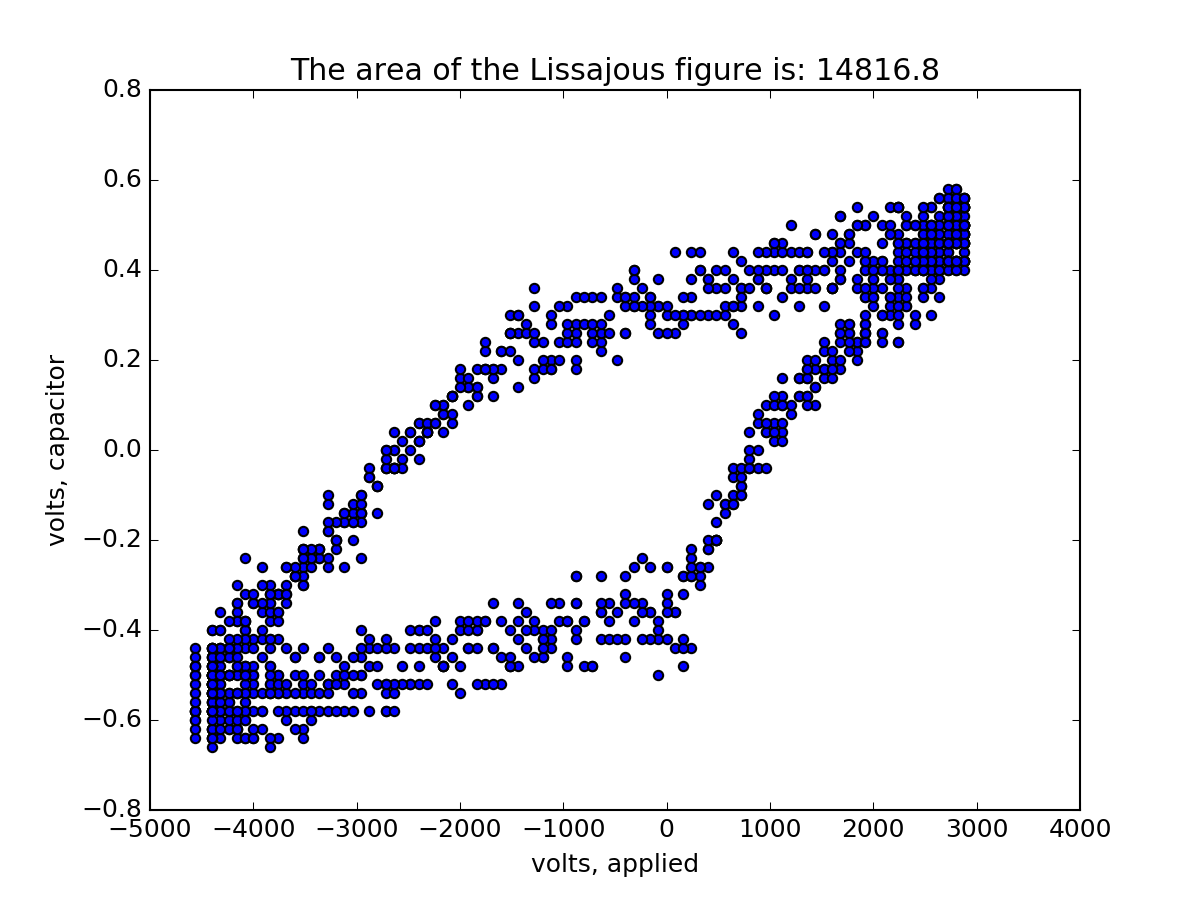 The area of the Lissajous figure is: 14816.8
0.8
0.6
0.4
0.2
0.0
−0.2
−0.4
−0.6
−0.8
volts, capacitor
−5000 −4000 −3000 −2000 −1000 0 1000 2000 3000 4000
volts, applied